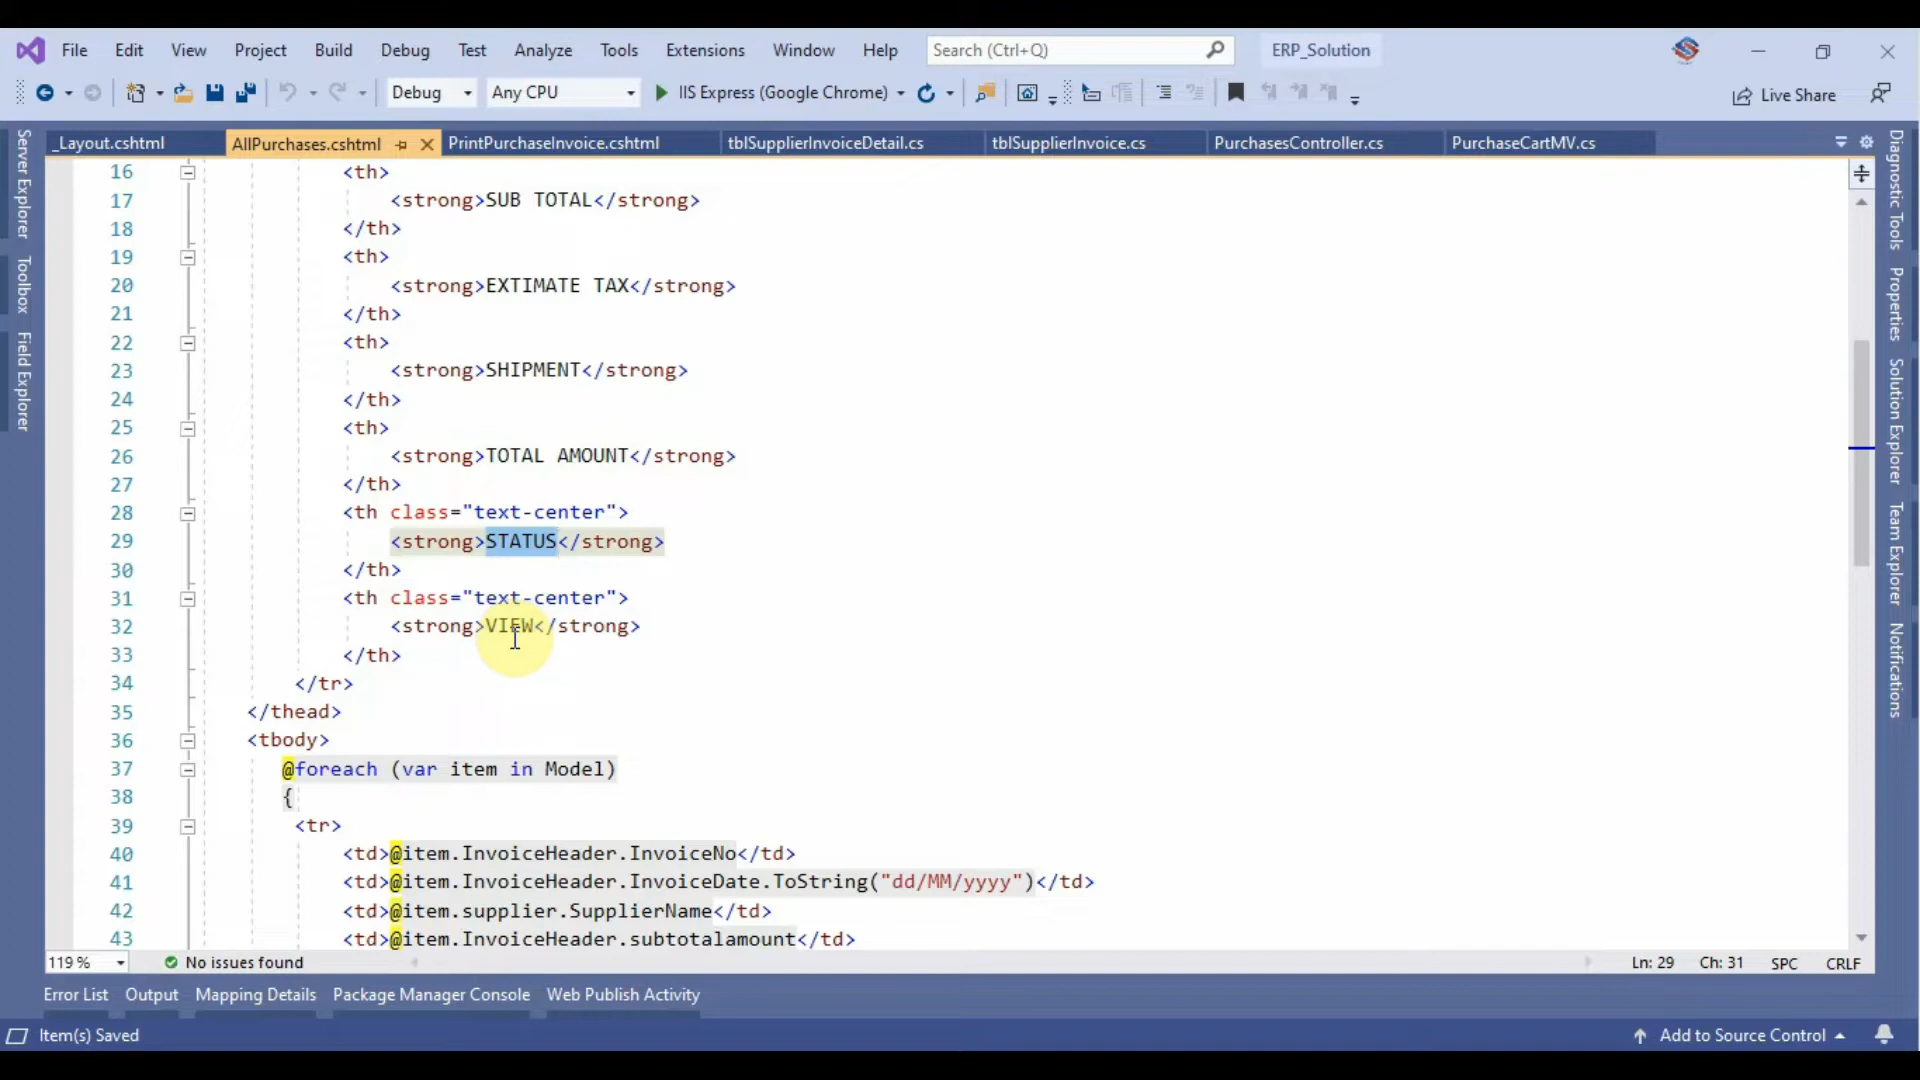 File Edit View Project Build Debug Test Analyze Tools Extensions Window Help Search (Ctrl+Q) ERP_Solution
Debug Any CPU IIS Express (Google Chrome) Live Share
_Layout.cshtml AllPurchases.cshtml PrintPurchaseInvoice.cshtml tblSupplierInvoiceDetail.cs tblSupplierInvoice.cs PurchasesController.cs PurchaseCartMV.cs
Server Explorer
Toolbox
Field Explorer
16 <th>
17 <strong>SUB TOTAL</strong>
18 </th>
19 <th>
20 <strong>EXTIMATE TAX</strong>
21 </th>
22 <th>
23 <strong>SHIPMENT</strong>
24 </th>
25 <th>
26 <strong>TOTAL AMOUNT</strong>
27 </th>
28 <th class="text-center">
29 <strong>STATUS</strong>
30 </th>
31 <th class="text-center">
32 <strong>VIEW</strong>
33 </th>
34 </tr>
35 </thead>
36 <tbody>
37 @foreach (var item in Model)
38 {
39 <tr>
40 <td>@item.InvoiceHeader.InvoiceNo</td>
41 <td>@item.InvoiceHeader.InvoiceDate.ToString("dd/MM/yyyy")</td>
42 <td>@item.supplier.SupplierName</td>
43 <td>@item.InvoiceHeader.subtotalamount</td>
Diagnostic Tools
Properties
Solution Explorer
Team Explorer
Notifications
119 % No issues found Ln: 29 Ch: 31 SPC CRLF
Error List Output Mapping Details Package Manager Console Web Publish Activity
Item(s) Saved Add to Source Control